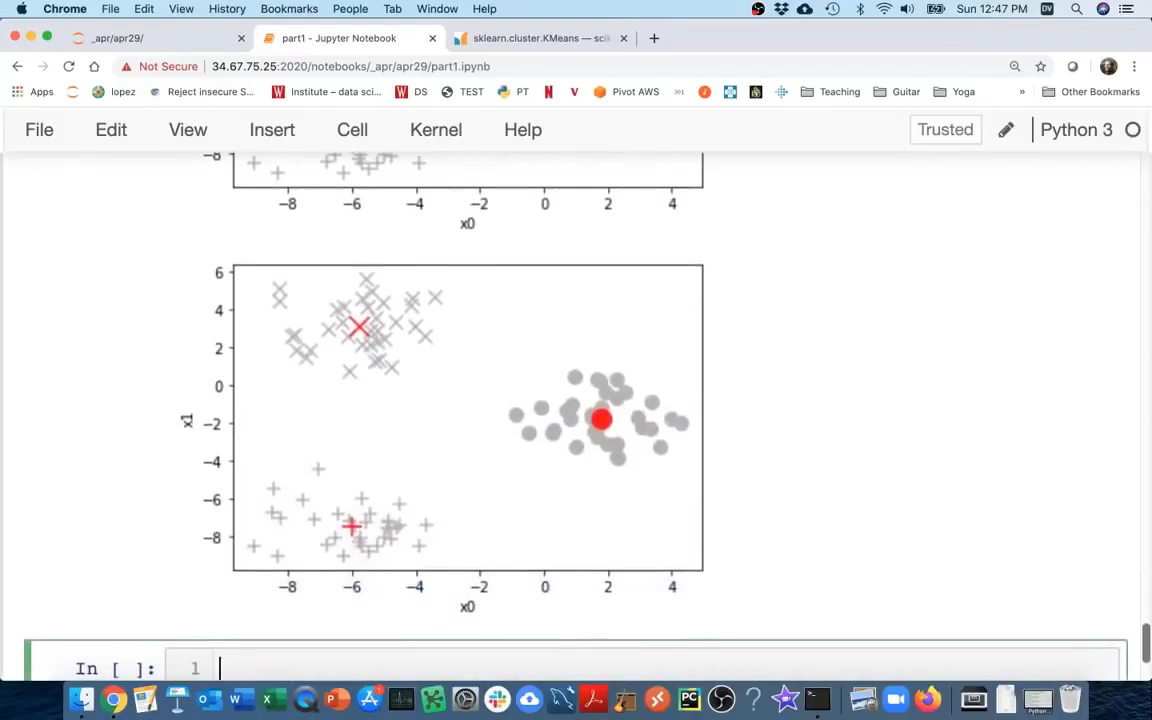 Chrome File Edit View History Bookmarks People Tab Window Help Sun 12:47 PM DV
_apr/apr29/ part1 - Jupyter Notebook sklearn.cluster.KMeans — scik
Not Secure 34.67.75.25:2020/notebooks/_apr/apr29/part1.ipynb
Apps lopez Reject insecure S... Institute – data sci... DS TEST PT Pivot AWS 301 Teaching Guitar Yoga » Other Bookmarks
File Edit View Insert Cell Kernel Help Trusted Python 3
−8
−8 −6 −4 −2 0 2 4
x0
6
4
2
0
−2
x1
−4
−6
−8
−8 −6 −4 −2 0 2 4
x0
In [ ]: 1